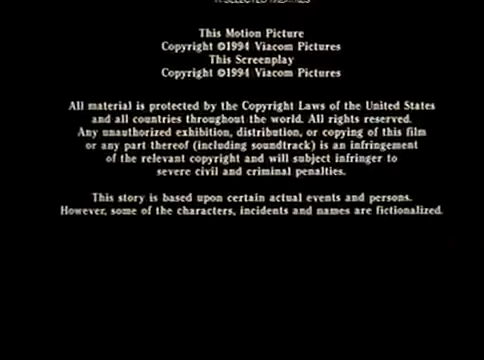 This Motion Picture
Copyright ©1994 Viacom Pictures
This Screenplay
Copyright ©1994 Viacom Pictures
All material is protected by the Copyright Laws of the United States
and all countries throughout the world. All rights reserved.
Any unauthorized exhibition, distribution, or copying of this film
or any part thereof (including soundtrack) is an infringement
of the relevant copyright and will subject infringer to
severe civil and criminal penalties.
This story is based upon certain actual events and persons.
However, some of the characters, incidents and names are fictionalized.